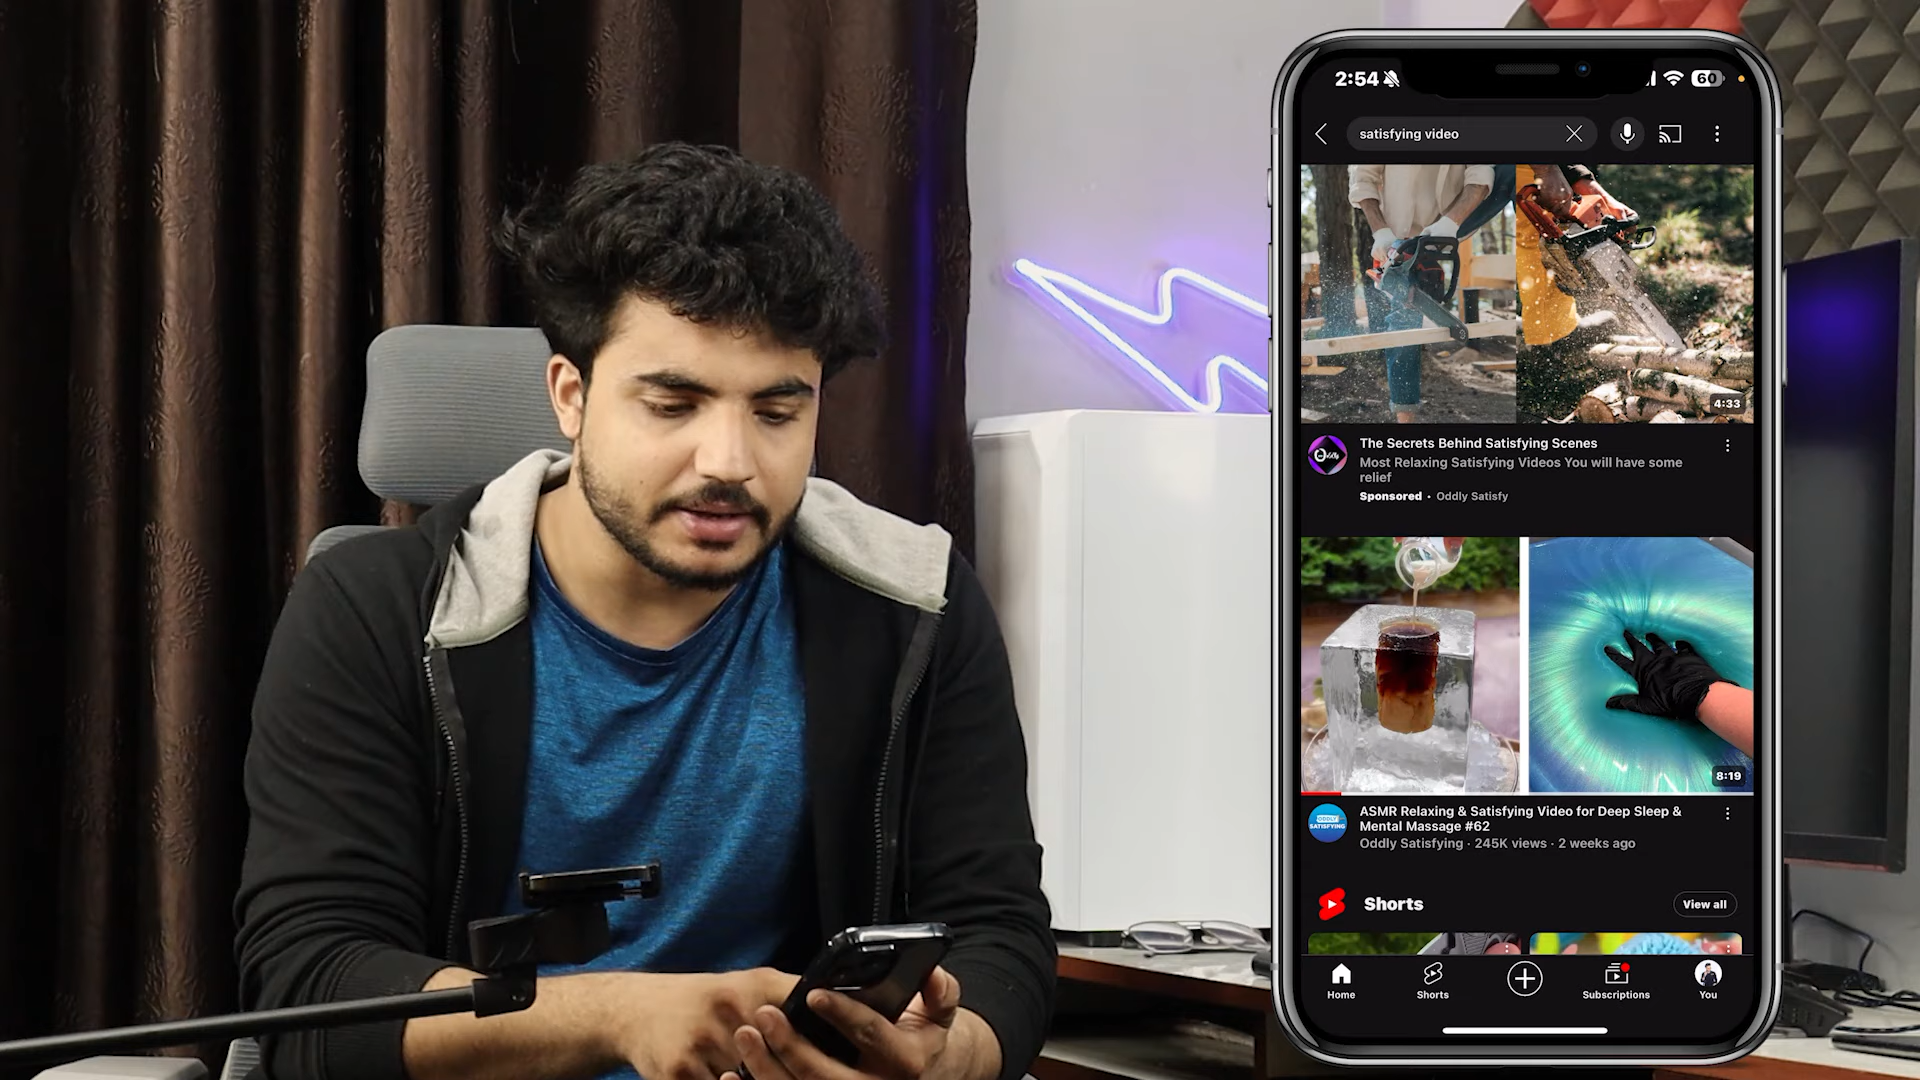 2:54
60
satisfying video
4:33
The Secrets Behind Satisfying Scenes
Most Relaxing Satisfying Videos You will have some
relief
Sponsored • Oddly Satisfy
8:19
ODDLY
SATISFYING
ASMR Relaxing & Satisfying Video for Deep Sleep &
Mental Massage #62
Oddly Satisfying · 245K views · 2 weeks ago
Shorts
View all
Home
Shorts
Subscriptions
You